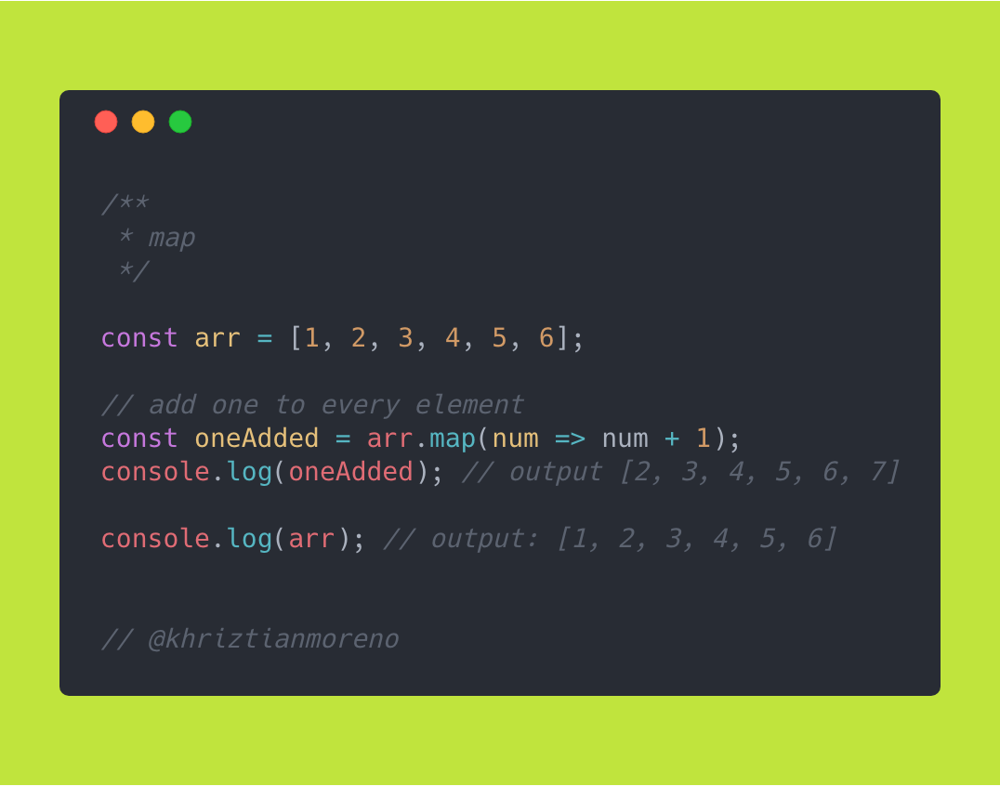 /**
 * map
 */
const arr = [1, 2, 3, 4, 5, 6];
// add one to every element
const oneAdded = arr.map(num => num + 1);
console.log(oneAdded); // output [2, 3, 4, 5, 6, 7]
console.log(arr); // output: [1, 2, 3, 4, 5, 6]
// @khriztianmoreno